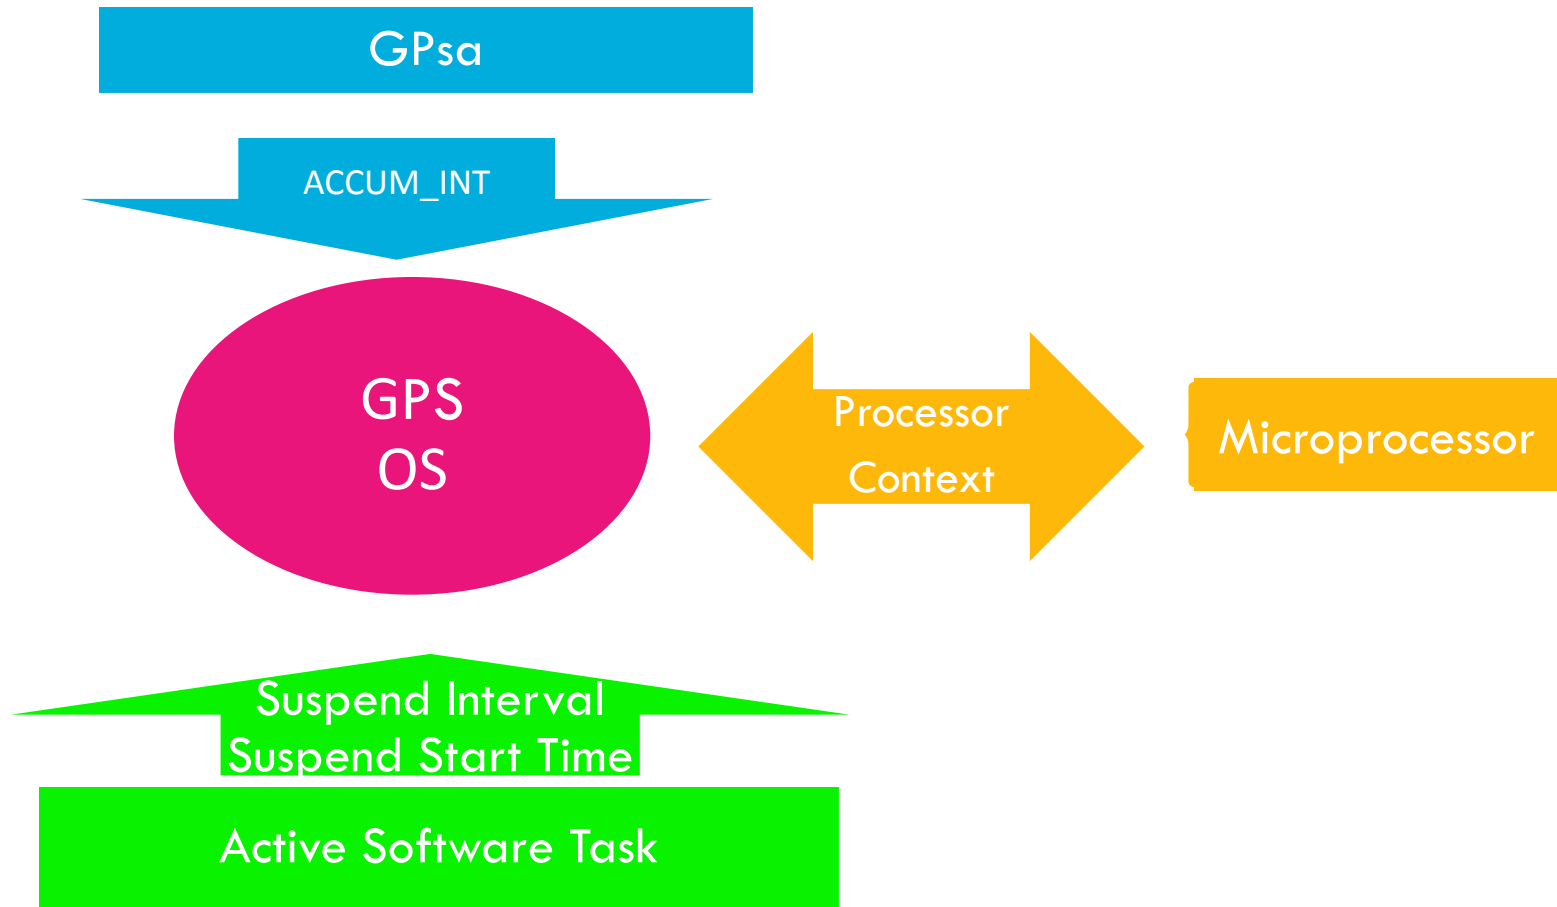 GPsa
ACCUM_INT
GPS
OS
Processor
Context
Microprocessor
Suspend Interval
Suspend Start Time
Active Software Task